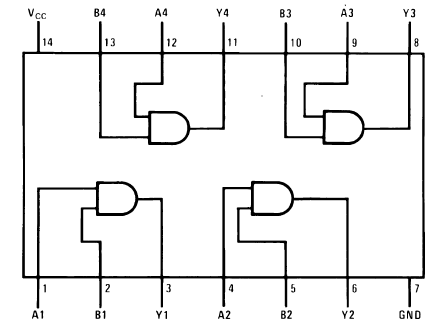 V_CC B4 A4 Y4 B3 A3 Y3
14 13 12 11 10 9 8
1 2 3 4 5 6 7
A1 B1 Y1 A2 B2 Y2 GND